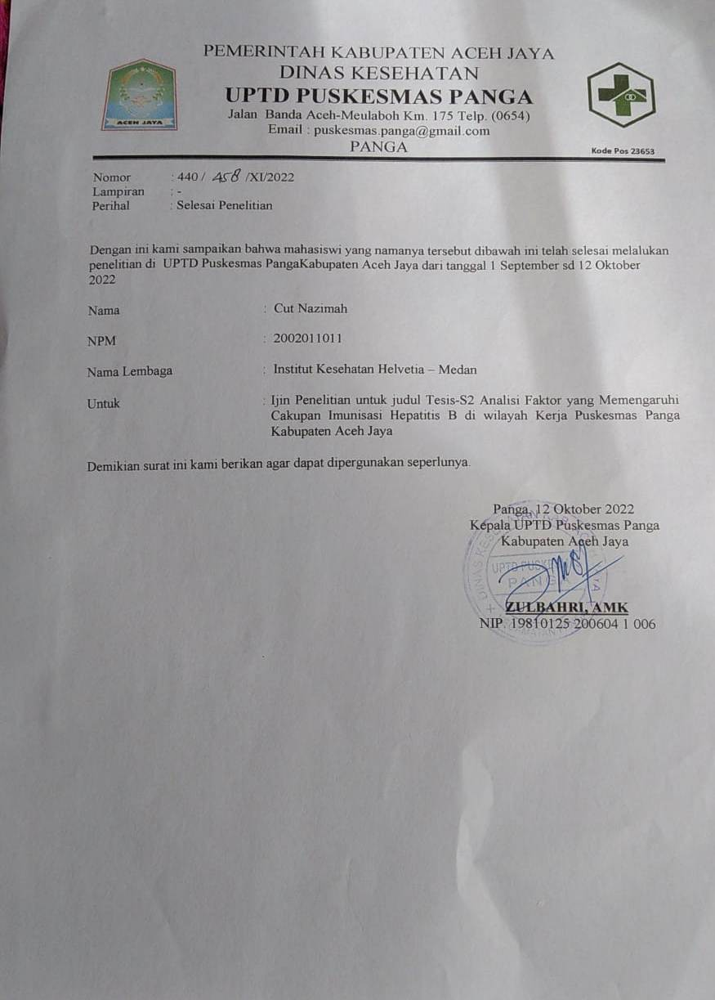 PEMERINTAH KABUPATEN ACEH JAYA
DINAS KESEHATAN
UPTD PUSKESMAS PANGA
Jalan Banda Aceh-Meulaboh Km. 175 Telp. (0654)
Email : puskesmas.panga@gmail.com
PANGA
ACEH JAYA
Kode Pos 23653
Nomor : 440 / 458 /XI/2022
Lampiran : -
Perihal : Selesai Penelitian
Dengan ini kami sampaikan bahwa mahasiswi yang namanya tersebut dibawah ini telah selesai melalukan
penelitian di UPTD Puskesmas PangaKabupaten Aceh Jaya dari tanggal 1 September sd 12 Oktober
2022
Nama : Cut Nazimah
NPM : 2002011011
Nama Lembaga : Institut Kesehatan Helvetia – Medan
Untuk : Ijin Penelitian untuk judul Tesis-S2 Analisi Faktor yang Memengaruhi
Cakupan Imunisasi Hepatitis B di wilayah Kerja Puskesmas Panga
Kabupaten Aceh Jaya
Demikian surat ini kami berikan agar dapat dipergunakan seperlunya.
Panga, 12 Oktober 2022
Kepala UPTD Puskesmas Panga
Kabupaten Aceh Jaya
UPTD PUSK
PANGA
ZULBAHRI, AMK
NIP. 19810125 200604 1 006